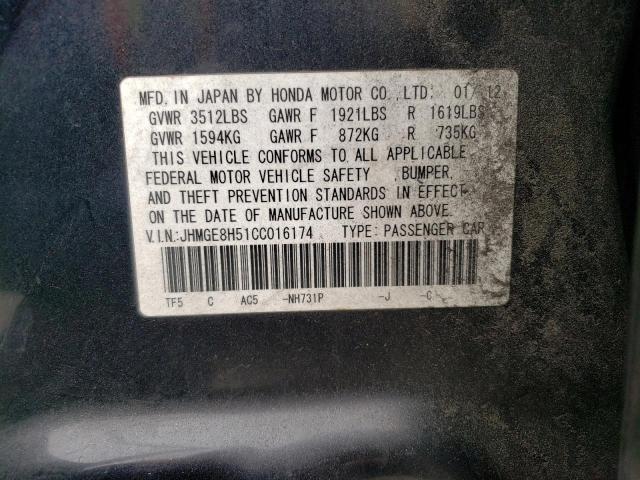 MFD. IN JAPAN BY HONDA MOTOR CO.,LTD. 01/12
GVWR 3512LBS GAWR F 1921LBS R 1619LBS
GVWR 1594KG GAWR F 872KG R 735KG
THIS VEHICLE CONFORMS TO ALL APPLICABLE
FEDERAL MOTOR VEHICLE SAFETY ,BUMPER,
AND THEFT PREVENTION STANDARDS IN EFFECT
ON THE DATE OF MANUFACTURE SHOWN ABOVE.
V.I.N.:JHMGE8H51CC016174 TYPE: PASSENGER CAR
TF5 C AC5 -NH731P -J -C